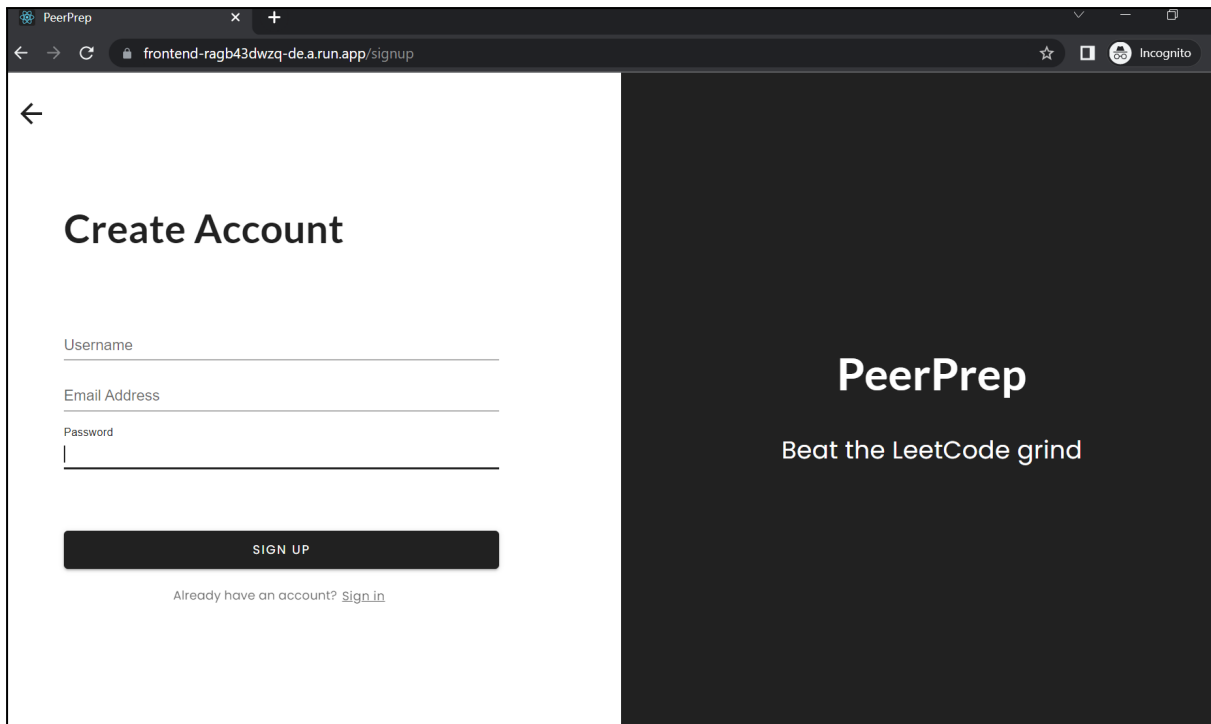 PeerPrep
frontend-ragb43dwzq-de.a.run.app/signup
Incognito
Create Account
Username
Email Address
Password
SIGN UP
Already have an account? Sign in
PeerPrep
Beat the LeetCode grind